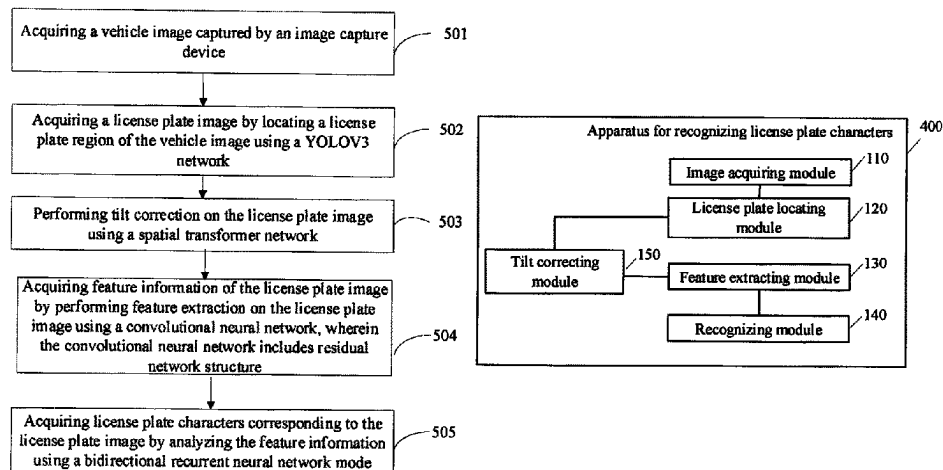 Acquiring a vehicle image captured by an image capture
device
501
Acquiring a license plate image by locating a license
plate region of the vehicle image using a YOLOV3
network
502
Performing tilt correction on the license plate image
using a spatial transformer network
503
Acquiring feature information of the license plate image
by performing feature extraction on the license plate
image using a convolutional neural network, wherein
the convolutional neural network includes residual
network structure
504
Acquiring license plate characters corresponding to the
license plate image by analyzing the feature information
using a bidirectional recurrent neural network mode
505
Apparatus for recognizing license plate characters
400
Image acquiring module
110
License plate locating
module
120
Tilt correcting
module
150
Feature extracting module
130
Recognizing module
140